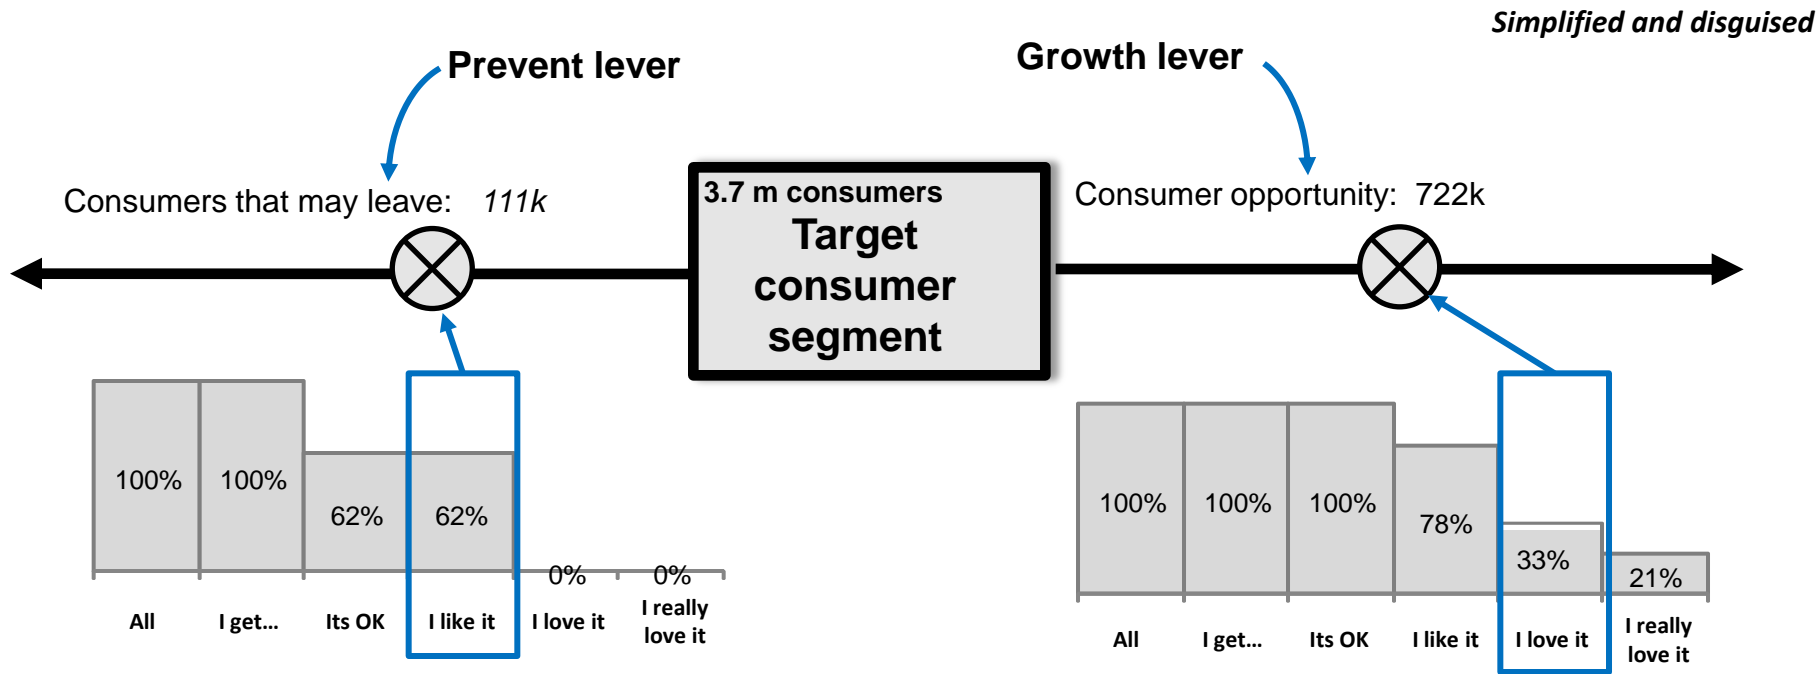 Simplified and disguised
Prevent lever
Growth lever
Consumers that may leave: 111k
3.7 m consumers
Target
consumer
segment
Consumer opportunity: 722k
100%
100%
62%
62%
0%
0%
All
I get...
Its OK
I like it
I love it
I really
love it
100%
100%
100%
78%
33%
21%
All
I get...
Its OK
I like it
I love it
I really
love it